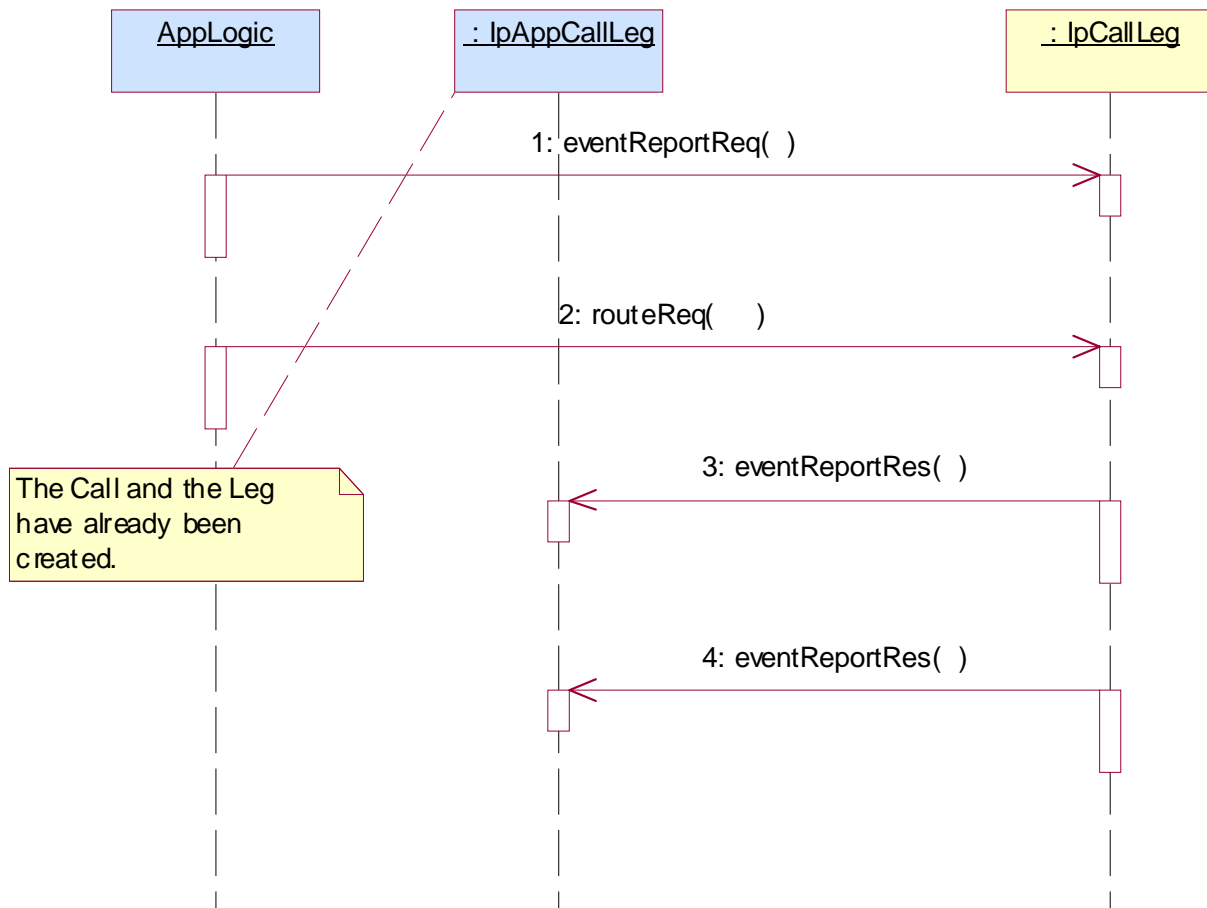 AppLogic
: IpAppCallLeg
: IpCallLeg
1: eventReportReq( )
2: routeReq( )
3: eventReportRes( )
The Call and the Leg
have already been
created.
4: eventReportRes( )